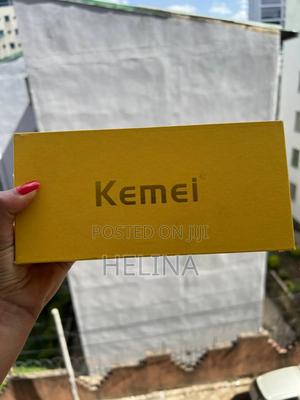 Kemei
POSTED ON JIJI
HELINA